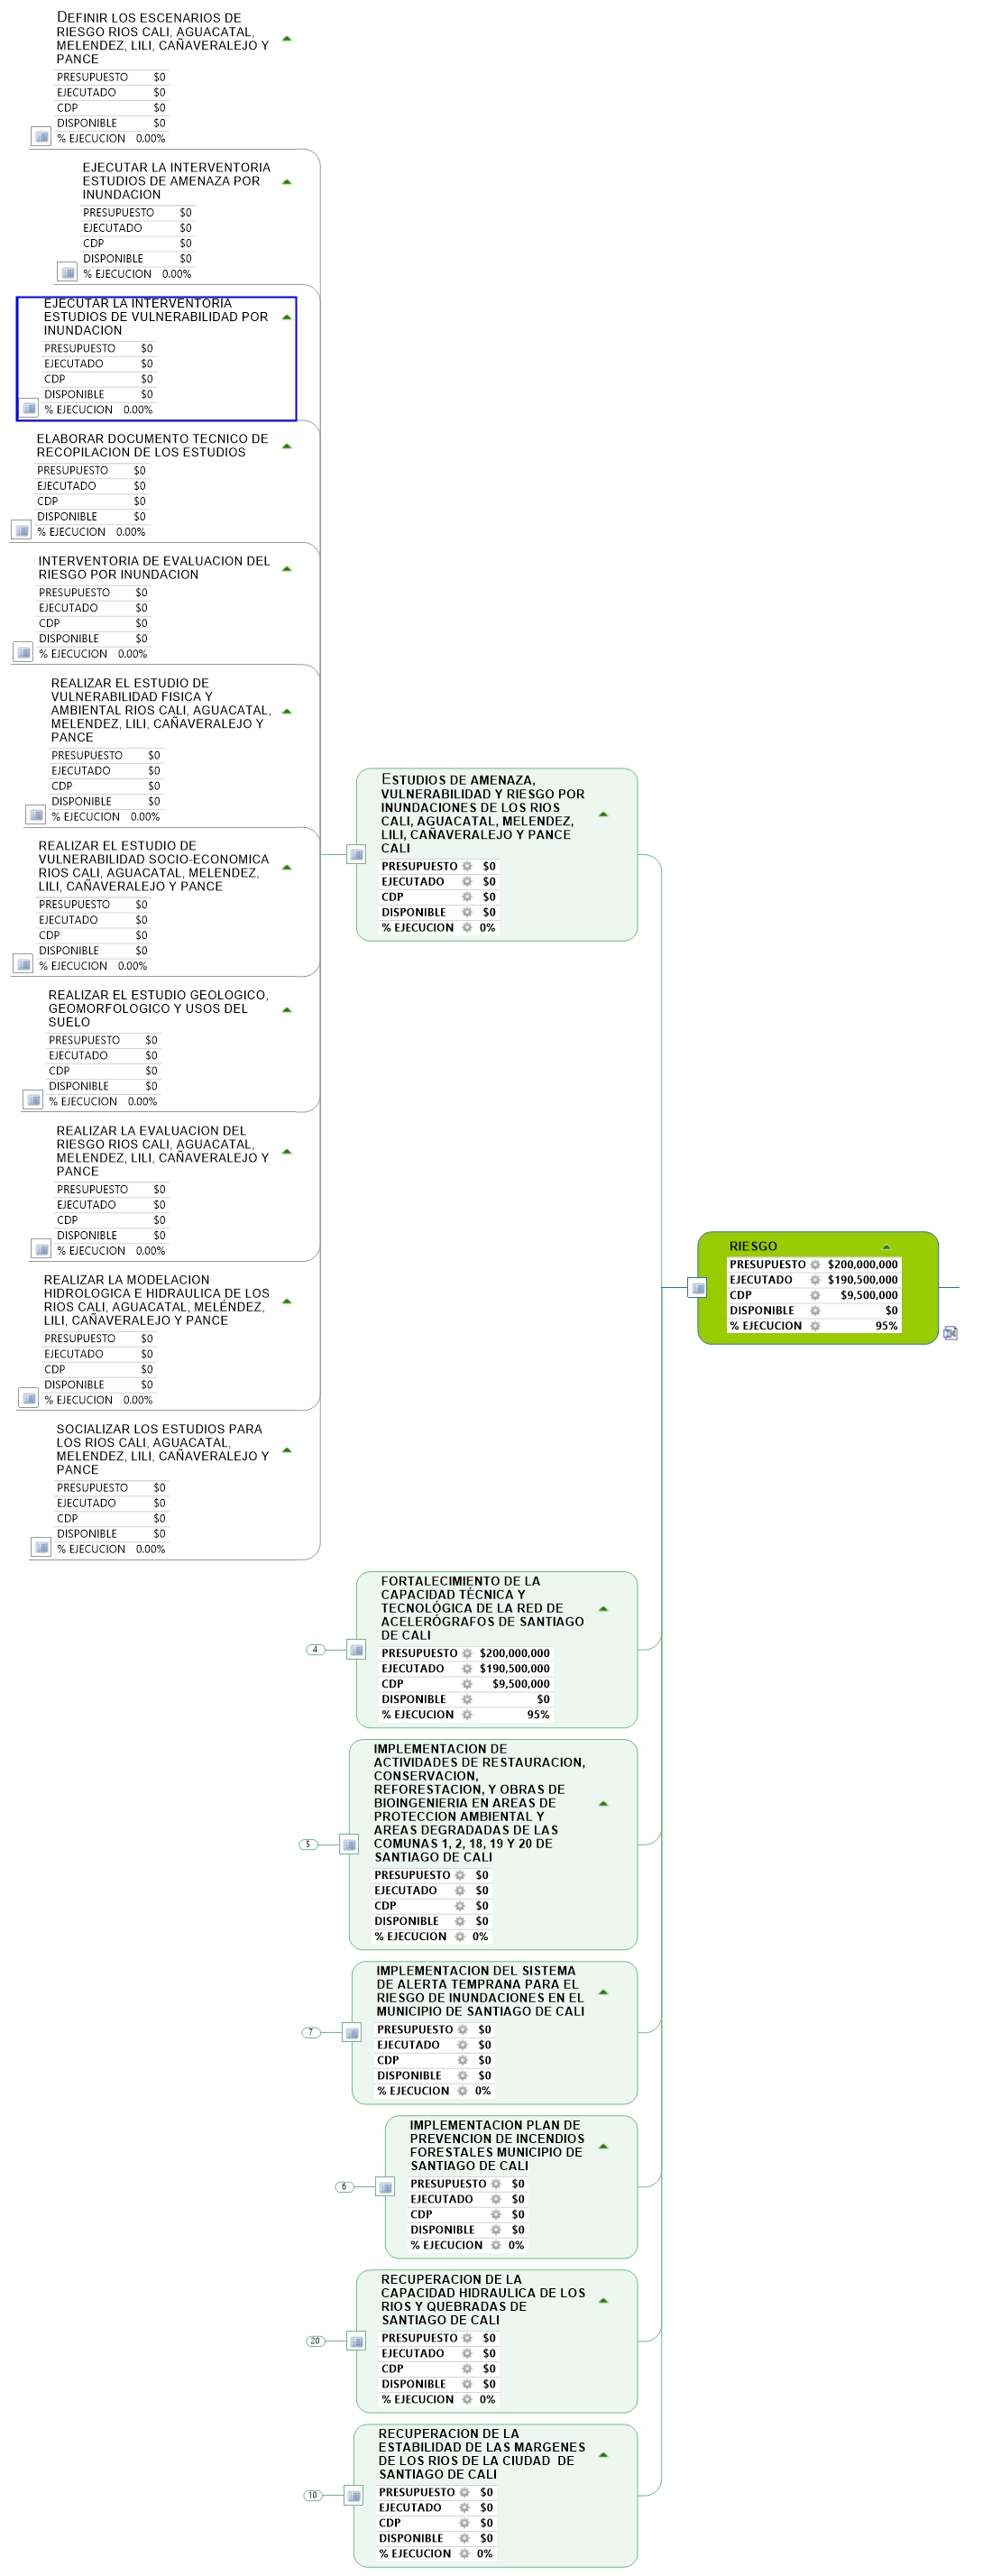 DEFINIR LOS ESCENARIOS DE
RIESGO RIOS CALI, AGUACATAL,
MELENDEZ, LILI, CAÑAVERALEJO Y
PANCE
PRESUPUESTO $0
EJECUTADO $0
CDP $0
DISPONIBLE $0
% EJECUCION 0.00%
EJECUTAR LA INTERVENTORIA
ESTUDIOS DE AMENAZA POR
INUNDACION
PRESUPUESTO $0
EJECUTADO $0
CDP $0
DISPONIBLE $0
% EJECUCION 0.00%
EJECUTAR LA INTERVENTORIA
ESTUDIOS DE VULNERABILIDAD POR
INUNDACION
PRESUPUESTO $0
EJECUTADO $0
CDP $0
DISPONIBLE $0
% EJECUCION 0.00%
ELABORAR DOCUMENTO TECNICO DE
RECOPILACION DE LOS ESTUDIOS
PRESUPUESTO $0
EJECUTADO $0
CDP $0
DISPONIBLE $0
% EJECUCION 0.00%
INTERVENTORIA DE EVALUACION DEL
RIESGO POR INUNDACION
PRESUPUESTO $0
EJECUTADO $0
CDP $0
DISPONIBLE $0
% EJECUCION 0.00%
REALIZAR EL ESTUDIO DE
VULNERABILIDAD FISICA Y
AMBIENTAL RIOS CALI, AGUACATAL,
MELENDEZ, LILI, CAÑAVERALEJO Y
PANCE
PRESUPUESTO $0
EJECUTADO $0
CDP $0
DISPONIBLE $0
% EJECUCION 0.00%
REALIZAR EL ESTUDIO DE
VULNERABILIDAD SOCIO-ECONOMICA
RIOS CALI, AGUACATAL, MELENDEZ,
LILI, CAÑAVERALEJO Y PANCE
PRESUPUESTO $0
EJECUTADO $0
CDP $0
DISPONIBLE $0
% EJECUCION 0.00%
REALIZAR EL ESTUDIO GEOLOGICO,
GEOMORFOLOGICO Y USOS DEL
SUELO
PRESUPUESTO $0
EJECUTADO $0
CDP $0
DISPONIBLE $0
% EJECUCION 0.00%
REALIZAR LA EVALUACION DEL
RIESGO RIOS CALI, AGUACATAL,
MELENDEZ, LILI, CAÑAVERALEJO Y
PANCE
PRESUPUESTO $0
EJECUTADO $0
CDP $0
DISPONIBLE $0
% EJECUCION 0.00%
REALIZAR LA MODELACION
HIDROLOGICA E HIDRAULICA DE LOS
RIOS CALI, AGUACATAL, MELÉNDEZ,
LILI, CAÑAVERALEJO Y PANCE
PRESUPUESTO $0
EJECUTADO $0
CDP $0
DISPONIBLE $0
% EJECUCION 0.00%
SOCIALIZAR LOS ESTUDIOS PARA
LOS RIOS CALI, AGUACATAL,
MELENDEZ, LILI, CAÑAVERALEJO Y
PANCE
PRESUPUESTO $0
EJECUTADO $0
CDP $0
DISPONIBLE $0
% EJECUCION 0.00%
ESTUDIOS DE AMENAZA,
VULNERABILIDAD Y RIESGO POR
INUNDACIONES DE LOS RIOS
CALI, AGUACATAL, MELENDEZ,
LILI, CAÑAVERALEJO Y PANCE
CALI
PRESUPUESTO $0
EJECUTADO $0
CDP $0
DISPONIBLE $0
% EJECUCION 0%
RIESGO
PRESUPUESTO $200,000,000
EJECUTADO $190,500,000
CDP $9,500,000
DISPONIBLE $0
% EJECUCION 95%
FORTALECIMIENTO DE LA
CAPACIDAD TÉCNICA Y
TECNOLÓGICA DE LA RED DE
ACELERÓGRAFOS DE SANTIAGO
DE CALI
4
PRESUPUESTO $200,000,000
EJECUTADO $190,500,000
CDP $9,500,000
DISPONIBLE $0
% EJECUCION 95%
IMPLEMENTACION DE
ACTIVIDADES DE RESTAURACION,
CONSERVACION,
REFORESTACION, Y OBRAS DE
BIOINGENIERIA EN AREAS DE
PROTECCION AMBIENTAL Y
AREAS DEGRADADAS DE LAS
COMUNAS 1, 2, 18, 19 Y 20 DE
SANTIAGO DE CALI
5
PRESUPUESTO $0
EJECUTADO $0
CDP $0
DISPONIBLE $0
% EJECUCION 0%
IMPLEMENTACION DEL SISTEMA
DE ALERTA TEMPRANA PARA EL
RIESGO DE INUNDACIONES EN EL
MUNICIPIO DE SANTIAGO DE CALI
7
PRESUPUESTO $0
EJECUTADO $0
CDP $0
DISPONIBLE $0
% EJECUCION 0%
IMPLEMENTACION PLAN DE
PREVENCION DE INCENDIOS
FORESTALES MUNICIPIO DE
SANTIAGO DE CALI
6
PRESUPUESTO $0
EJECUTADO $0
CDP $0
DISPONIBLE $0
% EJECUCION 0%
RECUPERACION DE LA
CAPACIDAD HIDRAULICA DE LOS
RIOS Y QUEBRADAS DE
SANTIAGO DE CALI
20
PRESUPUESTO $0
EJECUTADO $0
CDP $0
DISPONIBLE $0
% EJECUCION 0%
RECUPERACION DE LA
ESTABILIDAD DE LAS MARGENES
DE LOS RIOS DE LA CIUDAD DE
SANTIAGO DE CALI
10
PRESUPUESTO $0
EJECUTADO $0
CDP $0
DISPONIBLE $0
% EJECUCION 0%